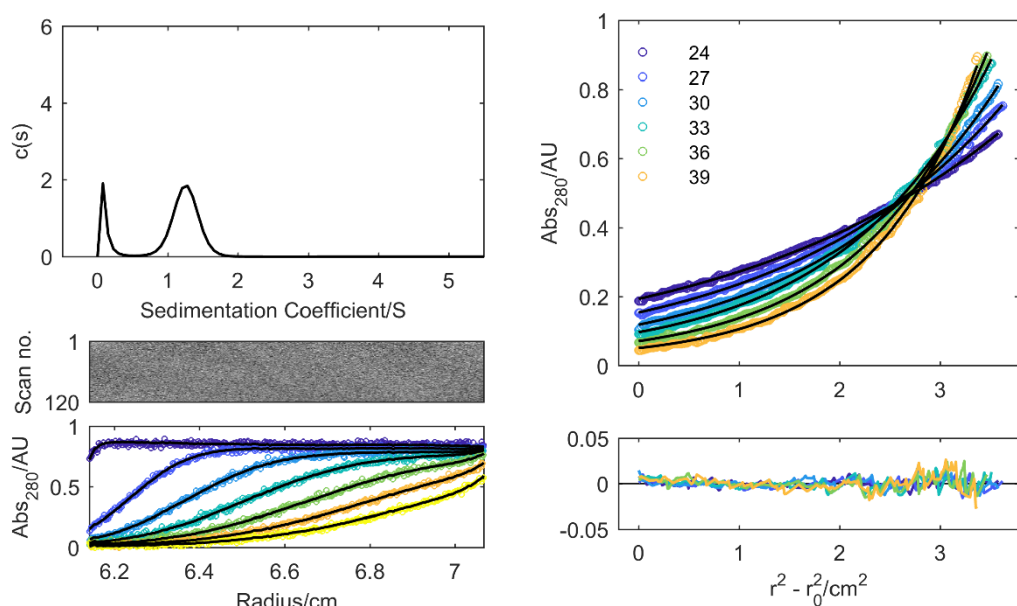 6
4
2
0
c(s)
0 1 2 3 4 5
Sedimentation Coefficient/S
1
120
Scan no.
1
0.5
0
Abs280/AU
6.2 6.4 6.6 6.8 7
Radius/cm
1
0.8
0.6
0.4
0.2
0
Abs280/AU
24
27
30
33
36
39
0 1 2 3
0.05
0
-0.05
0 1 2 3
r² - r₀²/cm²